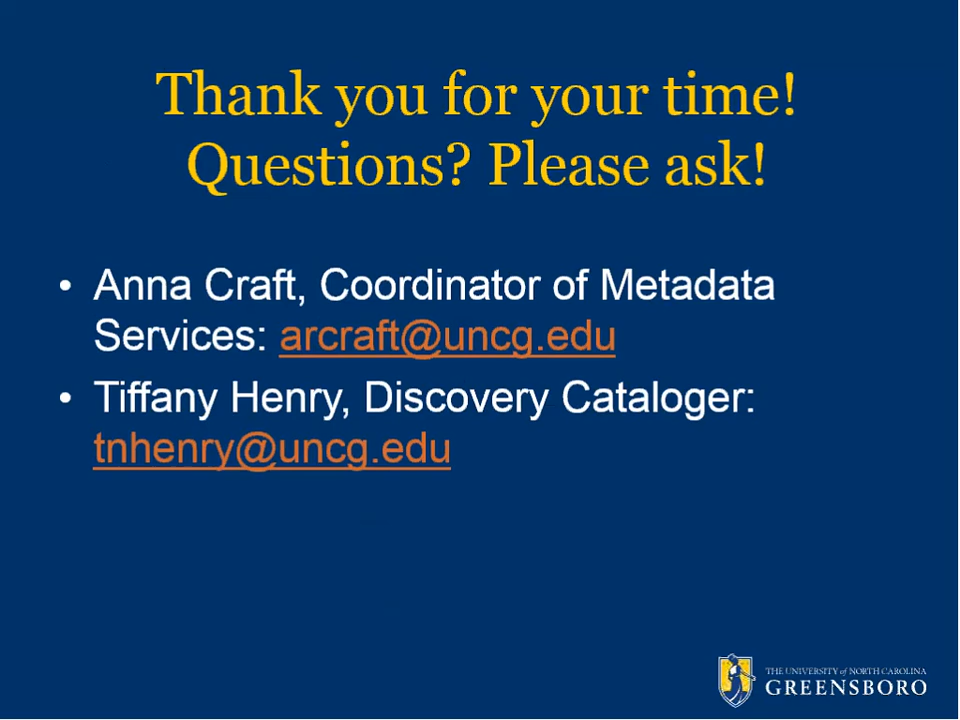 Thank you for your time!
Questions? Please ask!
• Anna Craft, Coordinator of Metadata
Services: arcraft@uncg.edu
• Tiffany Henry, Discovery Cataloger:
tnhenry@uncg.edu
THE UNIVERSITY of NORTH CAROLINA
GREENSBORO